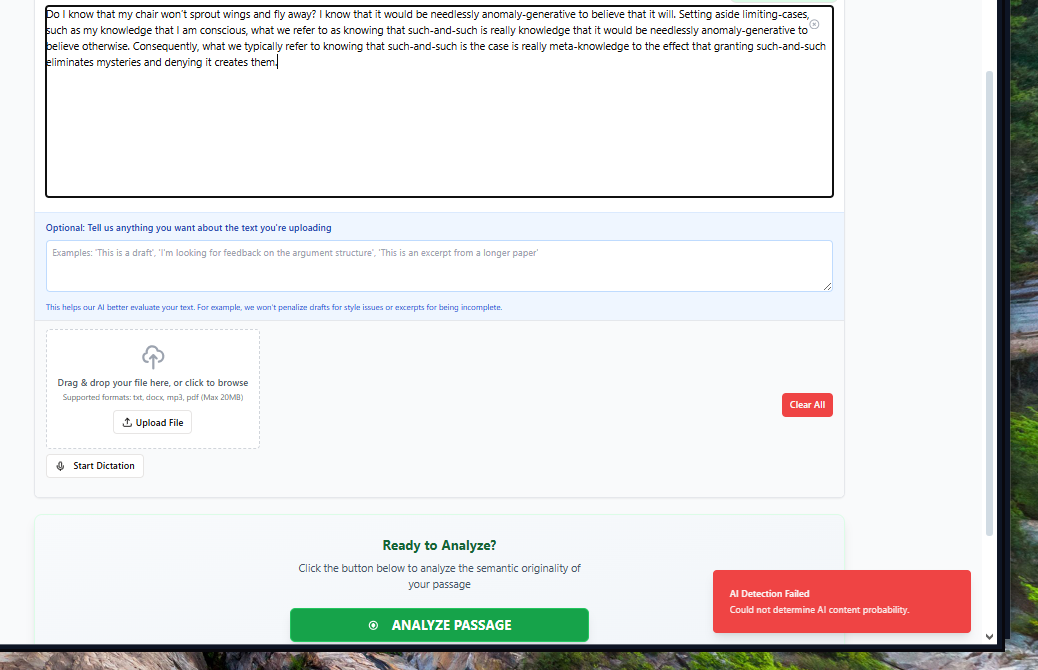 Do I know that my chair won't sprout wings and fly away? I know that it would be needlessly anomaly-generative to believe that it will. Setting aside limiting-cases,
such as my knowledge that I am conscious, what we refer to as knowing that such-and-such is really knowledge that it would be needlessly anomaly-generative to
believe otherwise. Consequently, what we typically refer to knowing that such-and-such is the case is really meta-knowledge to the effect that granting such-and-such
eliminates mysteries and denying it creates them.
Optional: Tell us anything you want about the text you're uploading
Examples: 'This is a draft', 'I'm looking for feedback on the argument structure', 'This is an excerpt from a longer paper'
This helps our AI better evaluate your text. For example, we won't penalize drafts for style issues or excerpts for being incomplete.
Drag & drop your file here, or click to browse
Supported formats: txt, docx, mp3, pdf (Max 20MB)
Upload File
Clear All
Start Dictation
Ready to Analyze?
Click the button below to analyze the semantic originality of
your passage
ANALYZE PASSAGE
AI Detection Failed
Could not determine AI content probability.